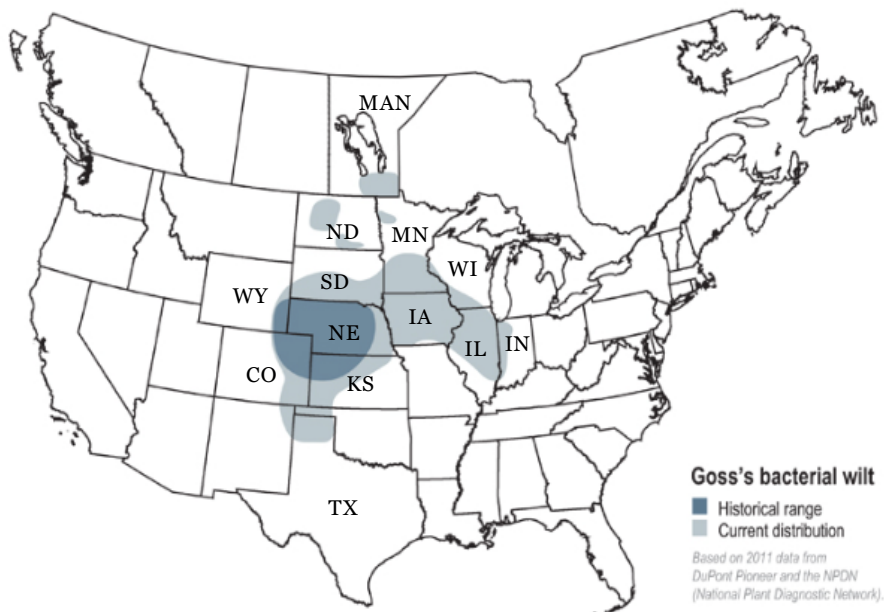 MAN
ND
MN
SD
WI
WY
NE
IA
IL
IN
CO
KS
TX
Goss's bacterial wilt
Historical range
Current distribution
Based on 2011 data from
DuPont Pioneer and the NPDN
(National Plant Diagnostic Network).